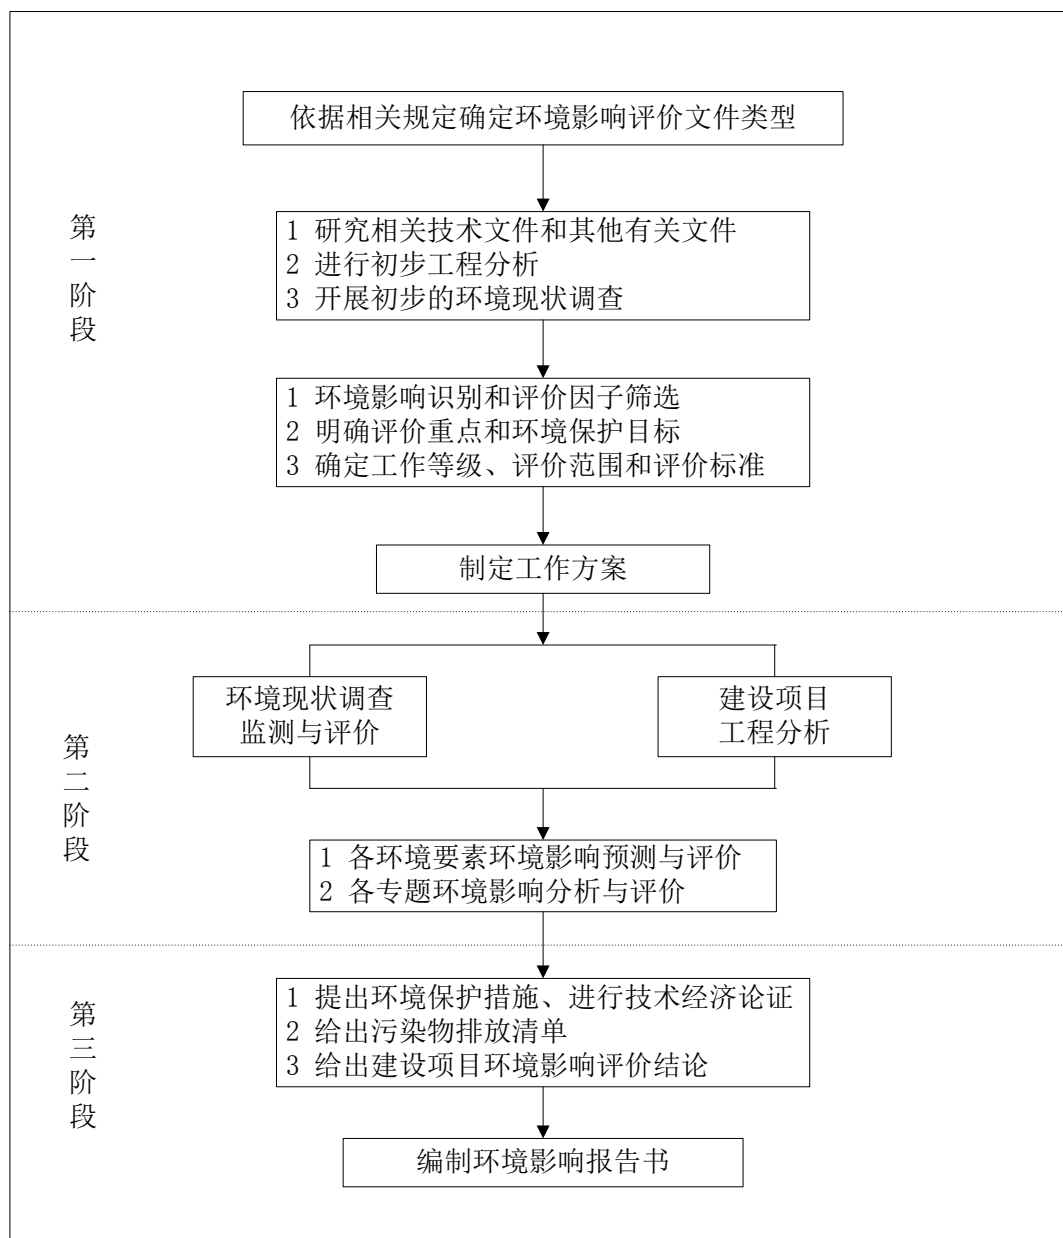 依据相关规定确定环境影响评价文件类型
第一阶段
1 研究相关技术文件和其他有关文件
2 进行初步工程分析
3 开展初步的环境现状调查
1 环境影响识别和评价因子筛选
2 明确评价重点和环境保护目标
3 确定工作等级、评价范围和评价标准
制定工作方案
第二阶段
环境现状调查
监测与评价
建设项目
工程分析
1 各环境要素环境影响预测与评价
2 各专题环境影响分析与评价
第三阶段
1 提出环境保护措施、进行技术经济论证
2 给出污染物排放清单
3 给出建设项目环境影响评价结论
编制环境影响报告书